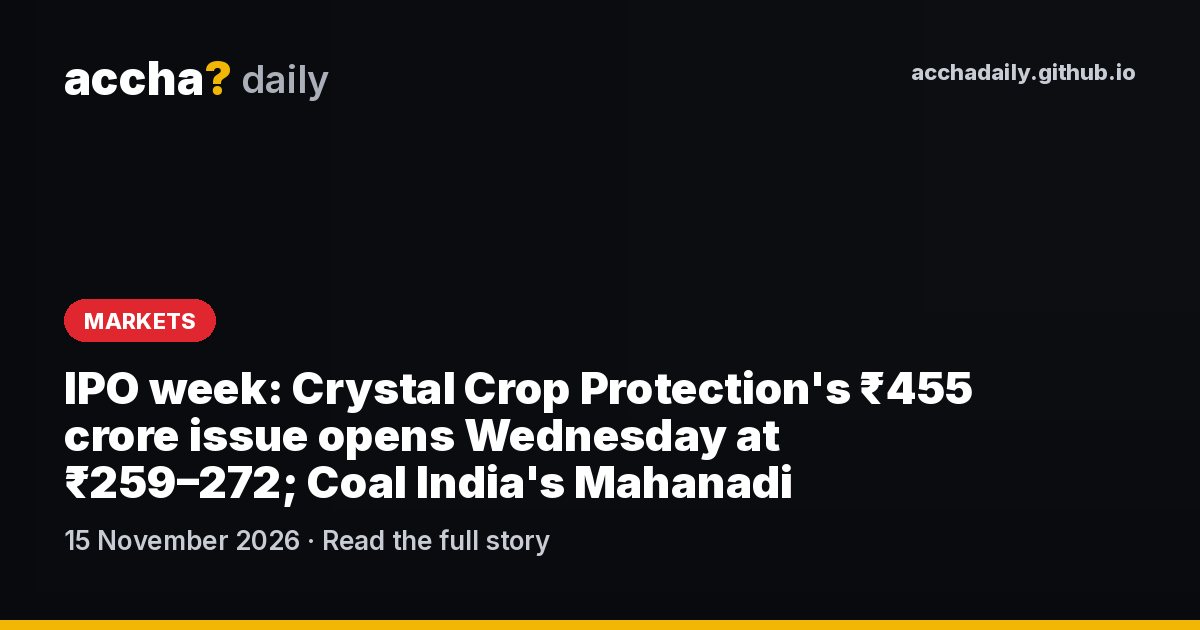 accha? daily
acchadaily.github.io
MARKETS
IPO week: Crystal Crop Protection's ₹455
crore issue opens Wednesday at
₹259–272; Coal India's Mahanadi
15 November 2026 · Read the full story